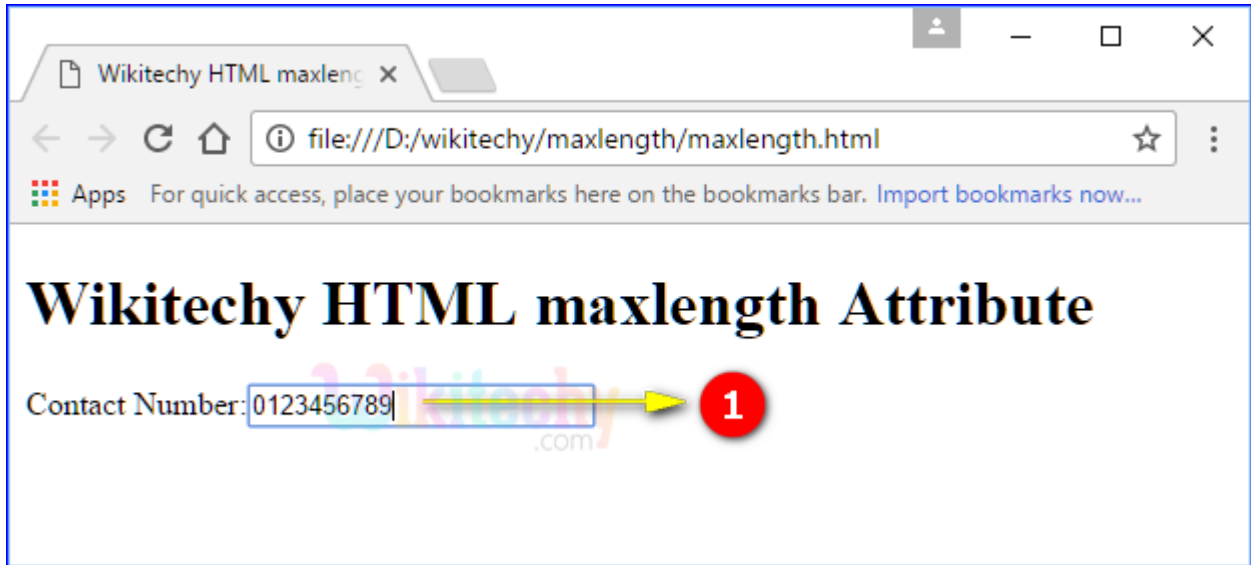 Wikitechy HTML maxleng
file:///D:/wikitechy/maxlength/maxlength.html
Apps For quick access, place your bookmarks here on the bookmarks bar. Import bookmarks now...
Wikitechy HTML maxlength Attribute
Contact Number: 0123456789 1
Wikitechy
.com